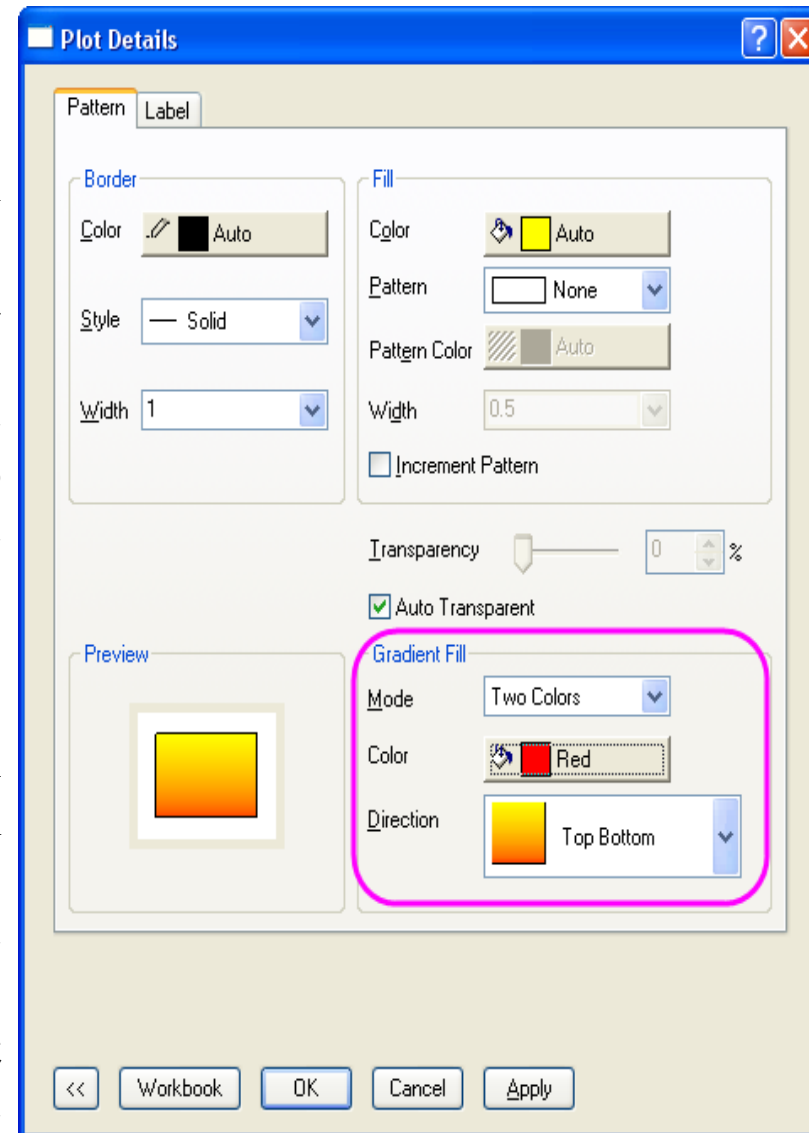 Plot Details
Pattern Label
Border
Color Auto
Style Solid
Width 1
Fill
Color Auto
Pattern None
Pattern Color Auto
Width 0.5
Increment Pattern
Transparency 0 %
Auto Transparent
Preview
Gradient Fill
Mode Two Colors
Color Red
Direction Top Bottom
<< Workbook OK Cancel Apply